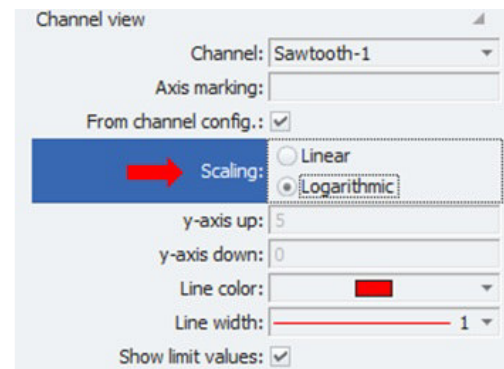 Channel view
Channel: Sawtooth-1
Axis marking:
From channel config.:
Scaling: Linear
Logarithmic
y-axis up: 5
y-axis down: 0
Line color:
Line width: 1
Show limit values: